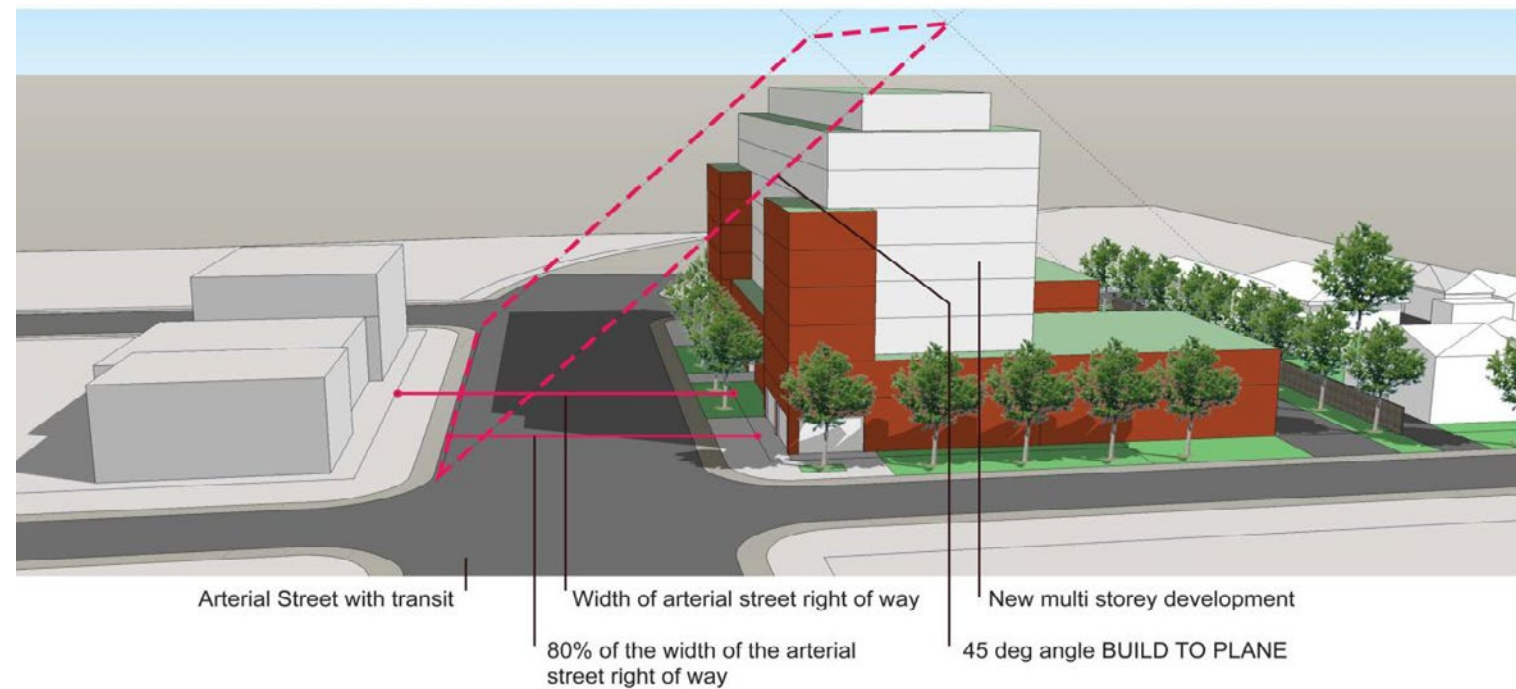 Arterial Street with transit
Width of arterial street right of way
New multi storey development
80% of the width of the arterial
street right of way
45 deg angle BUILD TO PLANE